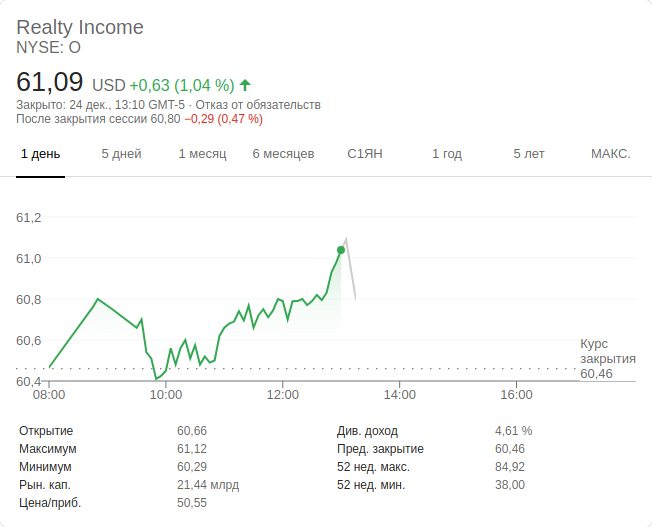 Realty Income
NYSE: O
61,09 USD +0,63 (1,04 %)
Закрыто: 24 дек., 13:10 GMT-5 · Отказ от обязательств
После закрытия сессии 60,80 −0,29 (0,47 %)
1 день 5 дней 1 месяц 6 месяцев С1ЯН 1 год 5 лет МАКС.
61,2
61,0
60,8
60,6
60,4
Курс
закрытия
60,46
08:00 10:00 12:00 14:00 16:00
Открытие 60,66 Див. доход 4,61 %
Максимум 61,12 Пред. закрытие 60,46
Минимум 60,29 52 нед. макс. 84,92
Рын. кап. 21,44 млрд 52 нед. мин. 38,00
Цена/приб. 50,55